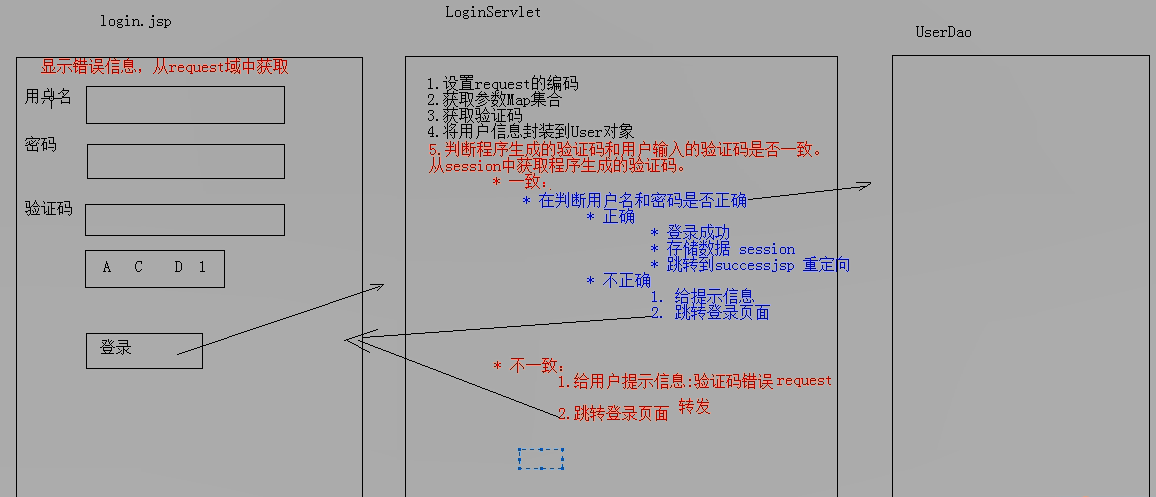 login.jsp
显示错误信息，从request域中获取
用户名
密码
验证码
A C D 1
登录
LoginServlet
1.设置request的编码
2.获取参数Map集合
3.获取验证码
4.将用户信息封装到User对象
5.判断程序生成的验证码和用户输入的验证码是否一致。
从session中获取程序生成的验证码。
* 一致：
* 在判断用户名和密码是否正确
* 正确
* 登录成功
* 存储数据 session
* 跳转到successjsp 重定向
* 不正确
1. 给提示信息
2. 跳转登录页面
* 不一致：
1.给用户提示信息:验证码错误 request
2.跳转登录页面 转发
UserDao